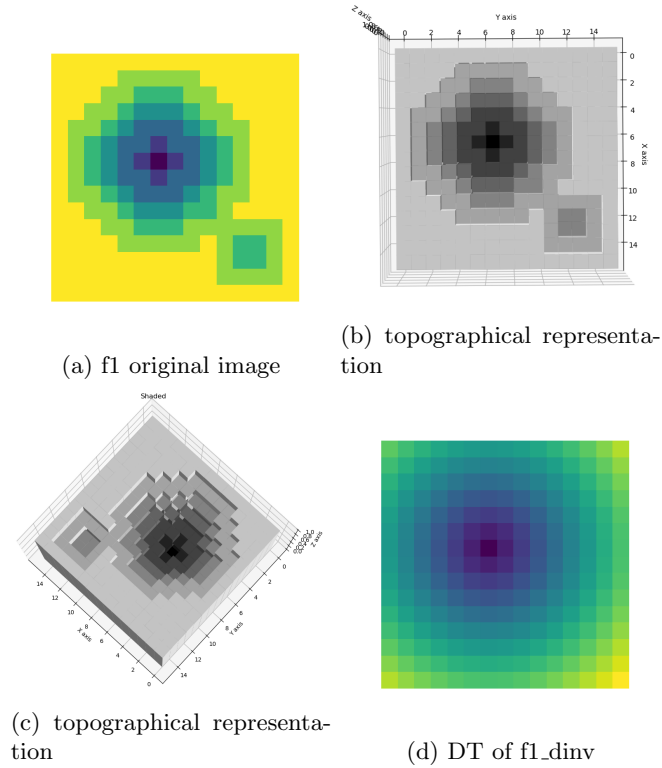 Z axis
Y axis
0 2 4 6 8 10 12 14
0
2
4
6
X axis
8
10
12
14
(a) f1 original image
(b) topographical representa-
tion
Shaded
Z axis
0
2
4
6
8
10
12
14
Y axis
X axis
14
12
10
8
6
4
2
0
(c) topographical representa-
tion
(d) DT of f1_dinv